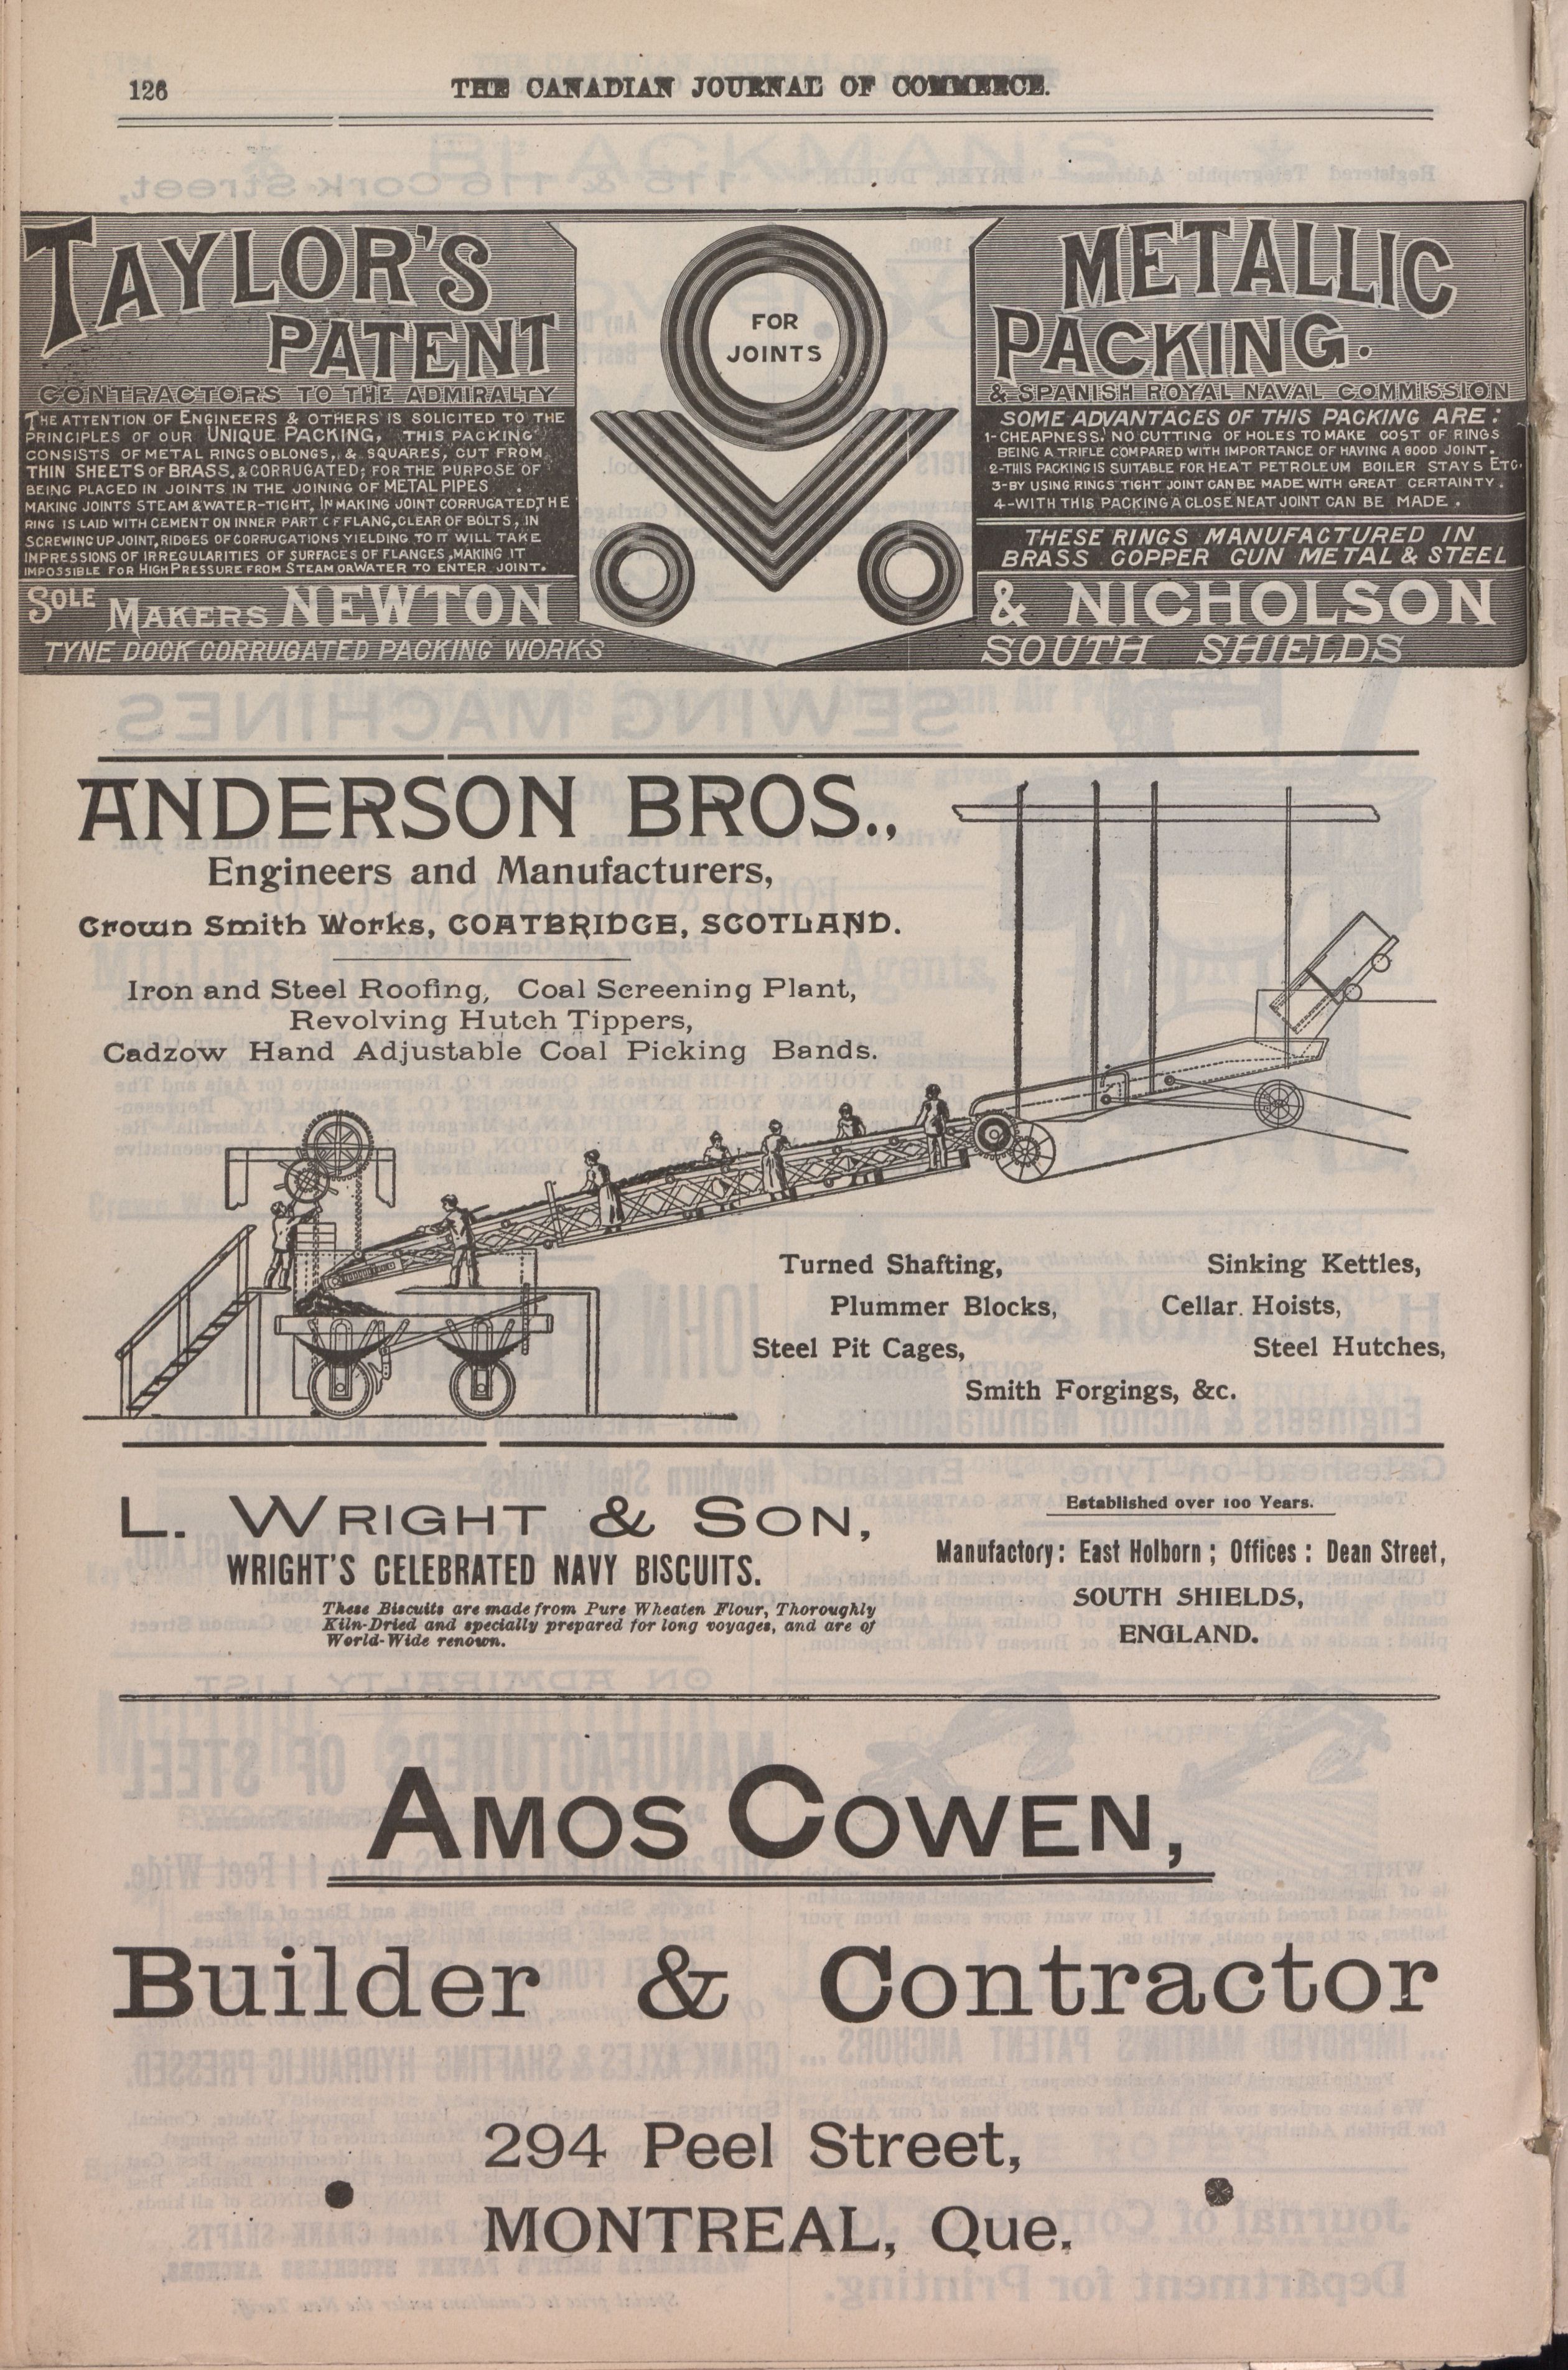 126
THE CANADIAN JOURNAL OF COMMERCE.
TAYLOR'S
PATENT
CONTRACTORS TO THE ADMIRALTY
THE ATTENTION OF ENGINEERS & OTHERS IS SOLICITED TO THE
PRINCIPLES OF OUR UNIQUE PACKING, THIS PACKING
CONSISTS OF METAL RINGS OBLONGS, & SQUARES, CUT FROM
THIN SHEETS OF BRASS, & CORRUGATED; FOR THE PURPOSE OF
BEING PLACED IN JOINTS IN THE JOINING OF METAL PIPES
MAKING JOINTS STEAM & WATER-TIGHT, IN MAKING JOINT CORRUGATED, THE
RING IS LAID WITH CEMENT ON INNER PART OF FLANG, CLEAR OF BOLTS, IN
SCREWING UP JOINT, RIDGES OF CORRUGATIONS YIELDING TO IT WILL TAKE
IMPRESSIONS OF IRREGULARITIES OF SURFACES OF FLANGES, MAKING IT
IMPOSSIBLE FOR HIGH PRESSURE FROM STEAM OR WATER TO ENTER JOINT.
SOLE MAKERS NEWTON
TYNE DOCK CORRUGATED PACKING WORKS
FOR
JOINTS
METALLIC
PACKING.
& SPANISH ROYAL NAVAL COMMISSION
SOME ADVANTAGES OF THIS PACKING ARE:
1-CHEAPNESS. NO CUTTING OF HOLES TO MAKE COST OF RINGS
BEING A TRIFLE COMPARED WITH IMPORTANCE OF HAVING A GOOD JOINT.
2-THIS PACKING IS SUITABLE FOR HEAT PETROLEUM BOILER STAYS ETC.
3-BY USING RINGS TIGHT JOINT CAN BE MADE WITH GREAT CERTAINTY.
4-WITH THIS PACKING A CLOSE NEAT JOINT CAN BE MADE.
THESE RINGS MANUFACTURED IN
BRASS COPPER GUN METAL & STEEL
& NICHOLSON
SOUTH SHIELDS
ANDERSON BROS.,
Engineers and Manufacturers,
Crown Smith Works, COATBRIDGE, SCOTLAND.
Iron and Steel Roofing, Coal Screening Plant,
Revolving Hutch Tippers,
Cadzow Hand Adjustable Coal Picking Bands.
Turned Shafting, Sinking Kettles,
Plummer Blocks, Cellar Hoists,
Steel Pit Cages, Steel Hutches,
Smith Forgings, &c.
L. WRIGHT & SON,
WRIGHT'S CELEBRATED NAVY BISCUITS.
These Biscuits are made from Pure Wheaten Flour, Thoroughly
Kiln-Dried and specially prepared for long voyages, and are of
World-Wide renown.
Established over 100 Years.
Manufactory: East Holborn; Offices: Dean Street,
SOUTH SHIELDS,
ENGLAND.
AMOS COWEN,
Builder & Contractor
294 Peel Street,
MONTREAL, Que.